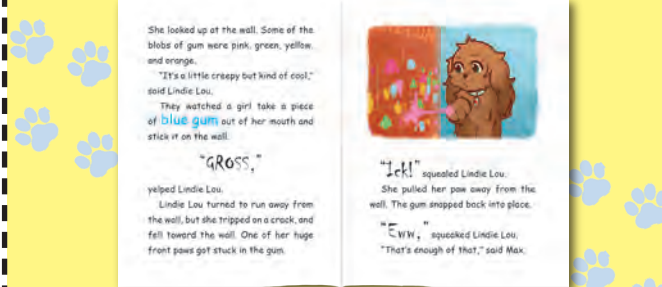 She looked up at the wall. Some of the
blobs of gum were pink, green, yellow,
and orange.
"It's a little creepy but kind of cool,"
said Lindie Lou.
They watched a girl take a piece
of blue gum out of her mouth and
stick it on the wall.
"GROSS,"
yelped Lindie Lou.
Lindie Lou turned to run away from
the wall, but she tripped on a crack, and
fell toward the wall. One of her huge
front paws got stuck in the gum.
"Ick!" squealed Lindie Lou.
She pulled her paw away from the
wall. The gum snapped back into place.
"Eww," squeaked Lindie Lou.
"That's enough of that," said Max.